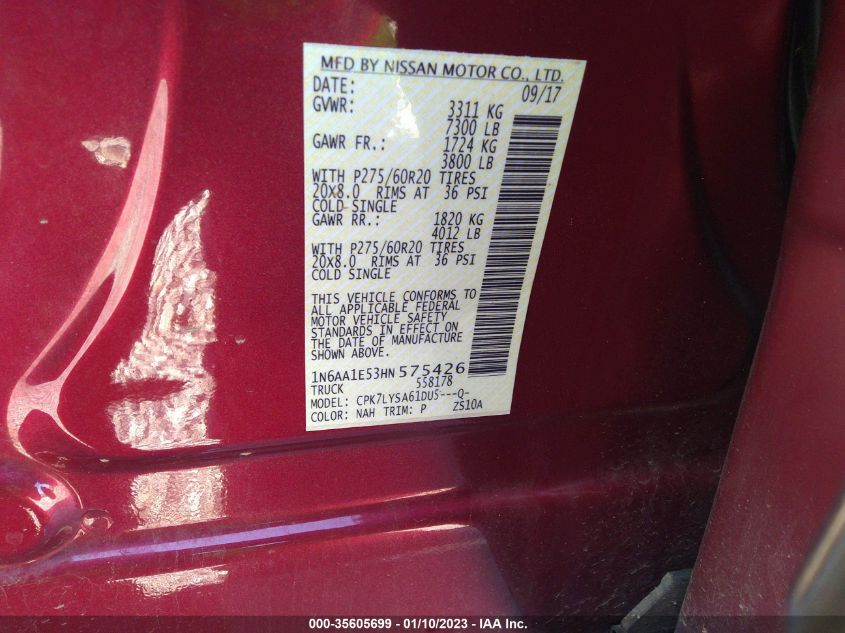 MFD BY NISSAN MOTOR CO., LTD.
DATE: 09/17
GVWR: 3311 KG
7300 LB
GAWR FR.: 1724 KG
3800 LB
WITH P275/60R20 TIRES
20X8.0 RIMS AT 36 PSI
COLD SINGLE
GAWR RR.: 1820 KG
4012 LB
WITH P275/60R20 TIRES
20X8.0 RIMS AT 36 PSI
COLD SINGLE
THIS VEHICLE CONFORMS TO
ALL APPLICABLE FEDERAL
MOTOR VEHICLE SAFETY
STANDARDS IN EFFECT ON
THE DATE OF MANUFACTURE
SHOWN ABOVE.
1N6AA1E53HN575426
TRUCK 558178
MODEL: CPK7LYSA61DU5---Q-
COLOR: NAH TRIM: P ZS10A
000-35605699 - 01/10/2023 - IAA Inc.